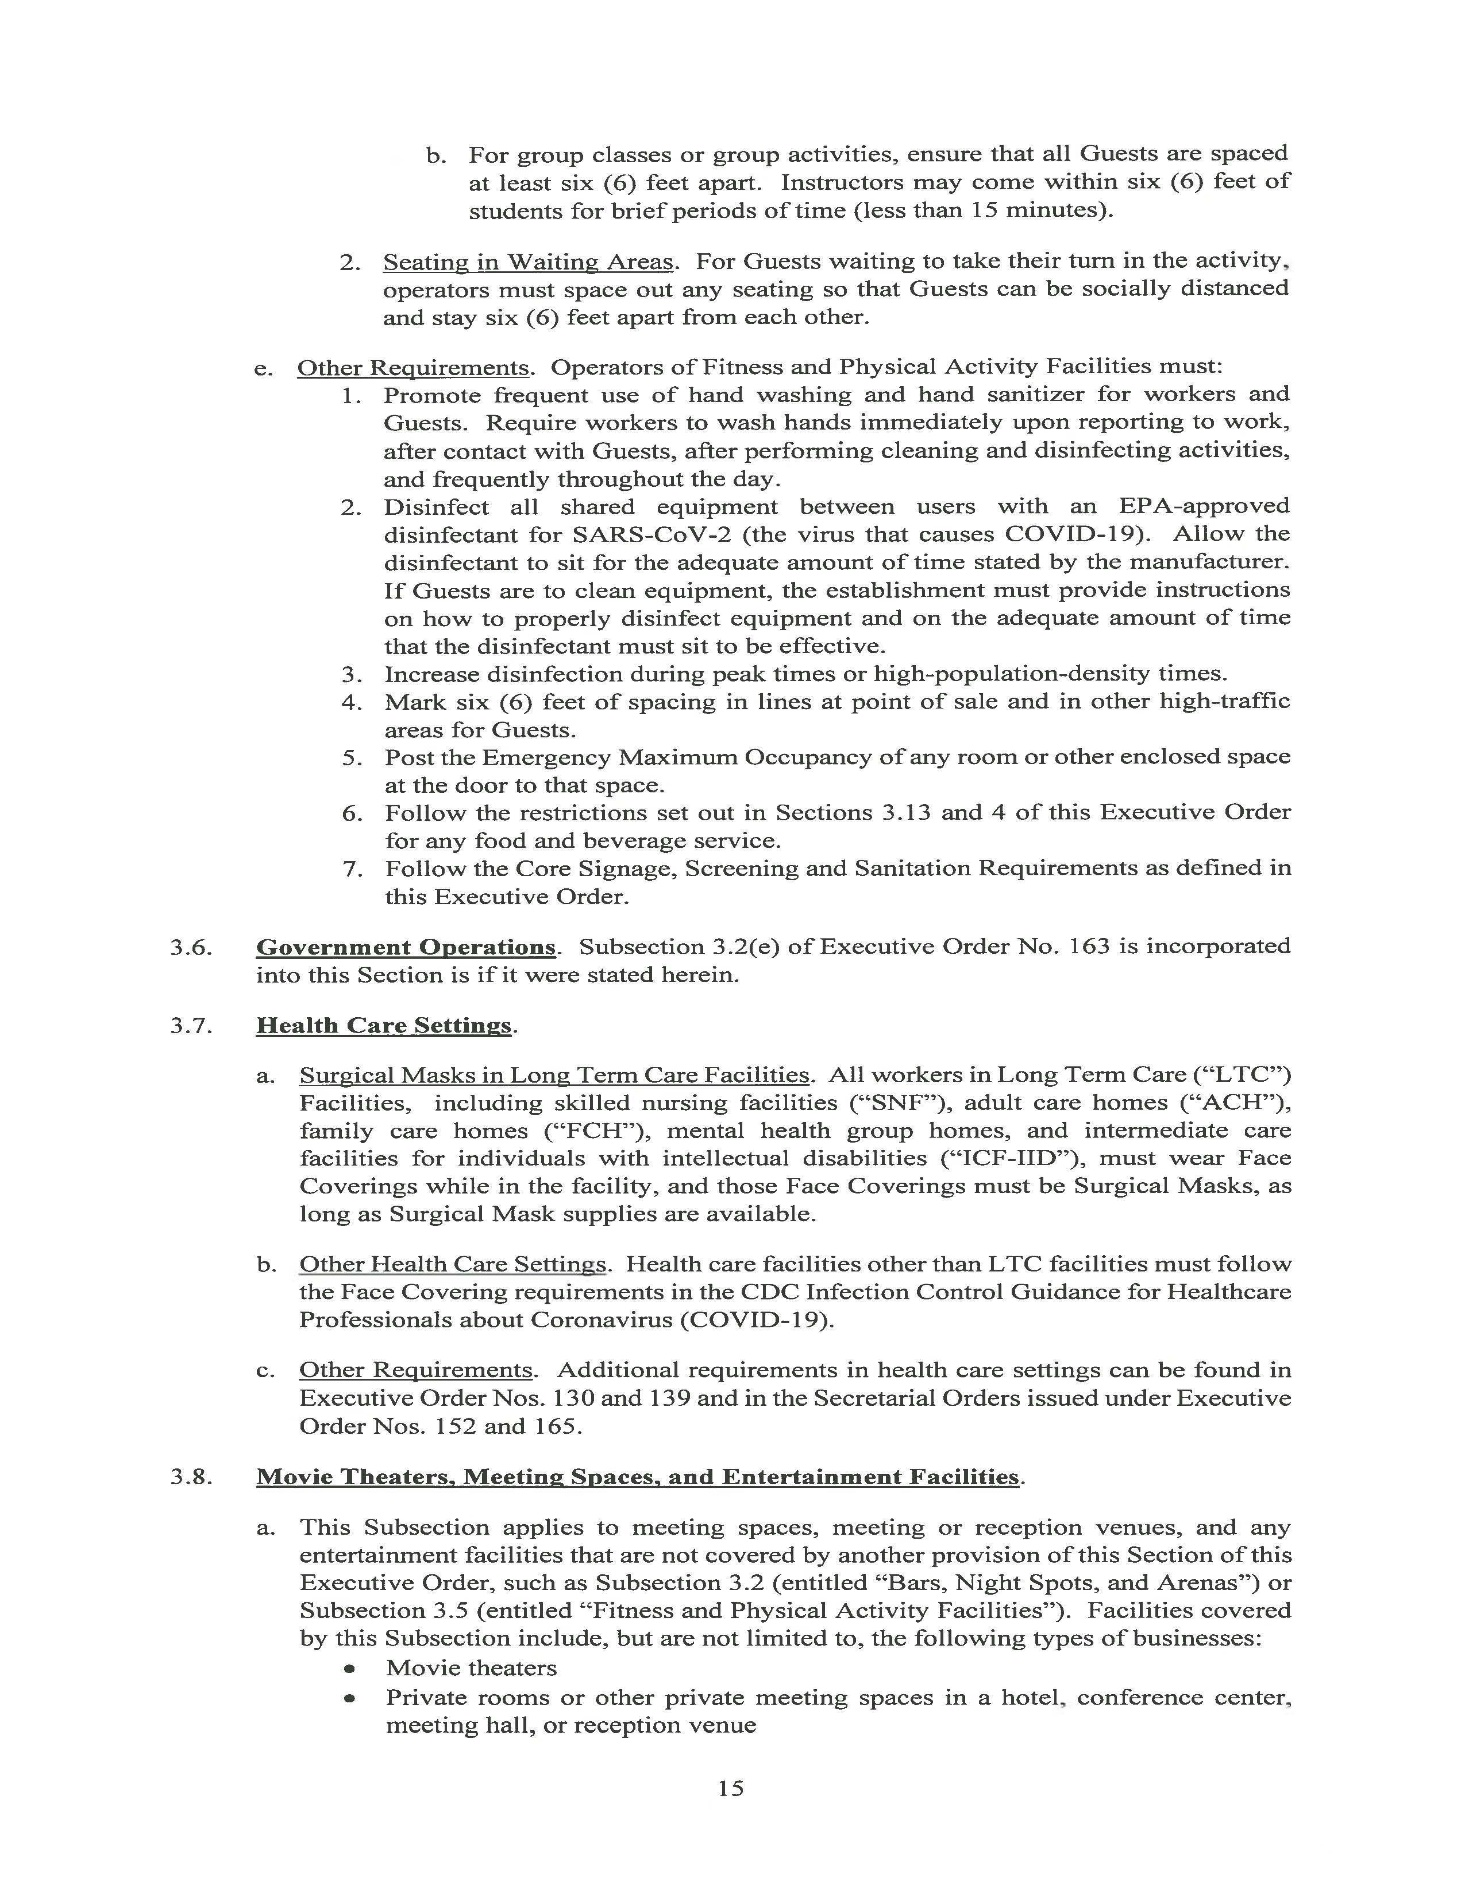 b. For group classes or group activities, ensure that all Guests are spaced
at least six (6) feet apart. Instructors may come within six (6) feet of
students for brief periods of time (less than 15 minutes).
2. Seating in Waiting Areas. For Guests waiting to take their turn in the activity,
operators must space out any seating so that Guests can be socially distanced
and stay six (6) feet apart from each other.
e. Other Requirements. Operators of Fitness and Physical Activity Facilities must:
1. Promote frequent use of hand washing and hand sanitizer for workers and
Guests. Require workers to wash hands immediately upon reporting to work,
after contact with Guests, after performing cleaning and disinfecting activities,
and frequently throughout the day.
2. Disinfect all shared equipment between users with an EPA-approved
disinfectant for SARS-CoV-2 (the virus that causes COVID-19). Allow the
disinfectant to sit for the adequate amount of time stated by the manufacturer.
If Guests are to clean equipment, the establishment must provide instructions
on how to properly disinfect equipment and on the adequate amount of time
that the disinfectant must sit to be effective.
3. Increase disinfection during peak times or high-population-density times.
4. Mark six (6) feet of spacing in lines at point of sale and in other high-traffic
areas for Guests.
5. Post the Emergency Maximum Occupancy of any room or other enclosed space
at the door to that space.
6. Follow the restrictions set out in Sections 3.13 and 4 of this Executive Order
for any food and beverage service.
7. Follow the Core Signage, Screening and Sanitation Requirements as defined in
this Executive Order.
3.6. Government Operations. Subsection 3.2(e) of Executive Order No. 163 is incorporated
into this Section is if it were stated herein.
3.7. Health Care Settings.
a. Surgical Masks in Long Term Care Facilities. All workers in Long Term Care (“LTC”)
Facilities, including skilled nursing facilities (“SNF”), adult care homes (“ACH”),
family care homes (“FCH”), mental health group homes, and intermediate care
facilities for individuals with intellectual disabilities (“ICF-IID”), must wear Face
Coverings while in the facility, and those Face Coverings must be Surgical Masks, as
long as Surgical Mask supplies are available.
b. Other Health Care Settings. Health care facilities other than LTC facilities must follow
the Face Covering requirements in the CDC Infection Control Guidance for Healthcare
Professionals about Coronavirus (COVID-19).
c. Other Requirements. Additional requirements in health care settings can be found in
Executive Order Nos. 130 and 139 and in the Secretarial Orders issued under Executive
Order Nos. 152 and 165.
3.8. Movie Theaters, Meeting Spaces, and Entertainment Facilities.
a. This Subsection applies to meeting spaces, meeting or reception venues, and any
entertainment facilities that are not covered by another provision of this Section of this
Executive Order, such as Subsection 3.2 (entitled “Bars, Night Spots, and Arenas”) or
Subsection 3.5 (entitled “Fitness and Physical Activity Facilities”). Facilities covered
by this Subsection include, but are not limited to, the following types of businesses:
• Movie theaters
• Private rooms or other private meeting spaces in a hotel, conference center,
meeting hall, or reception venue
15